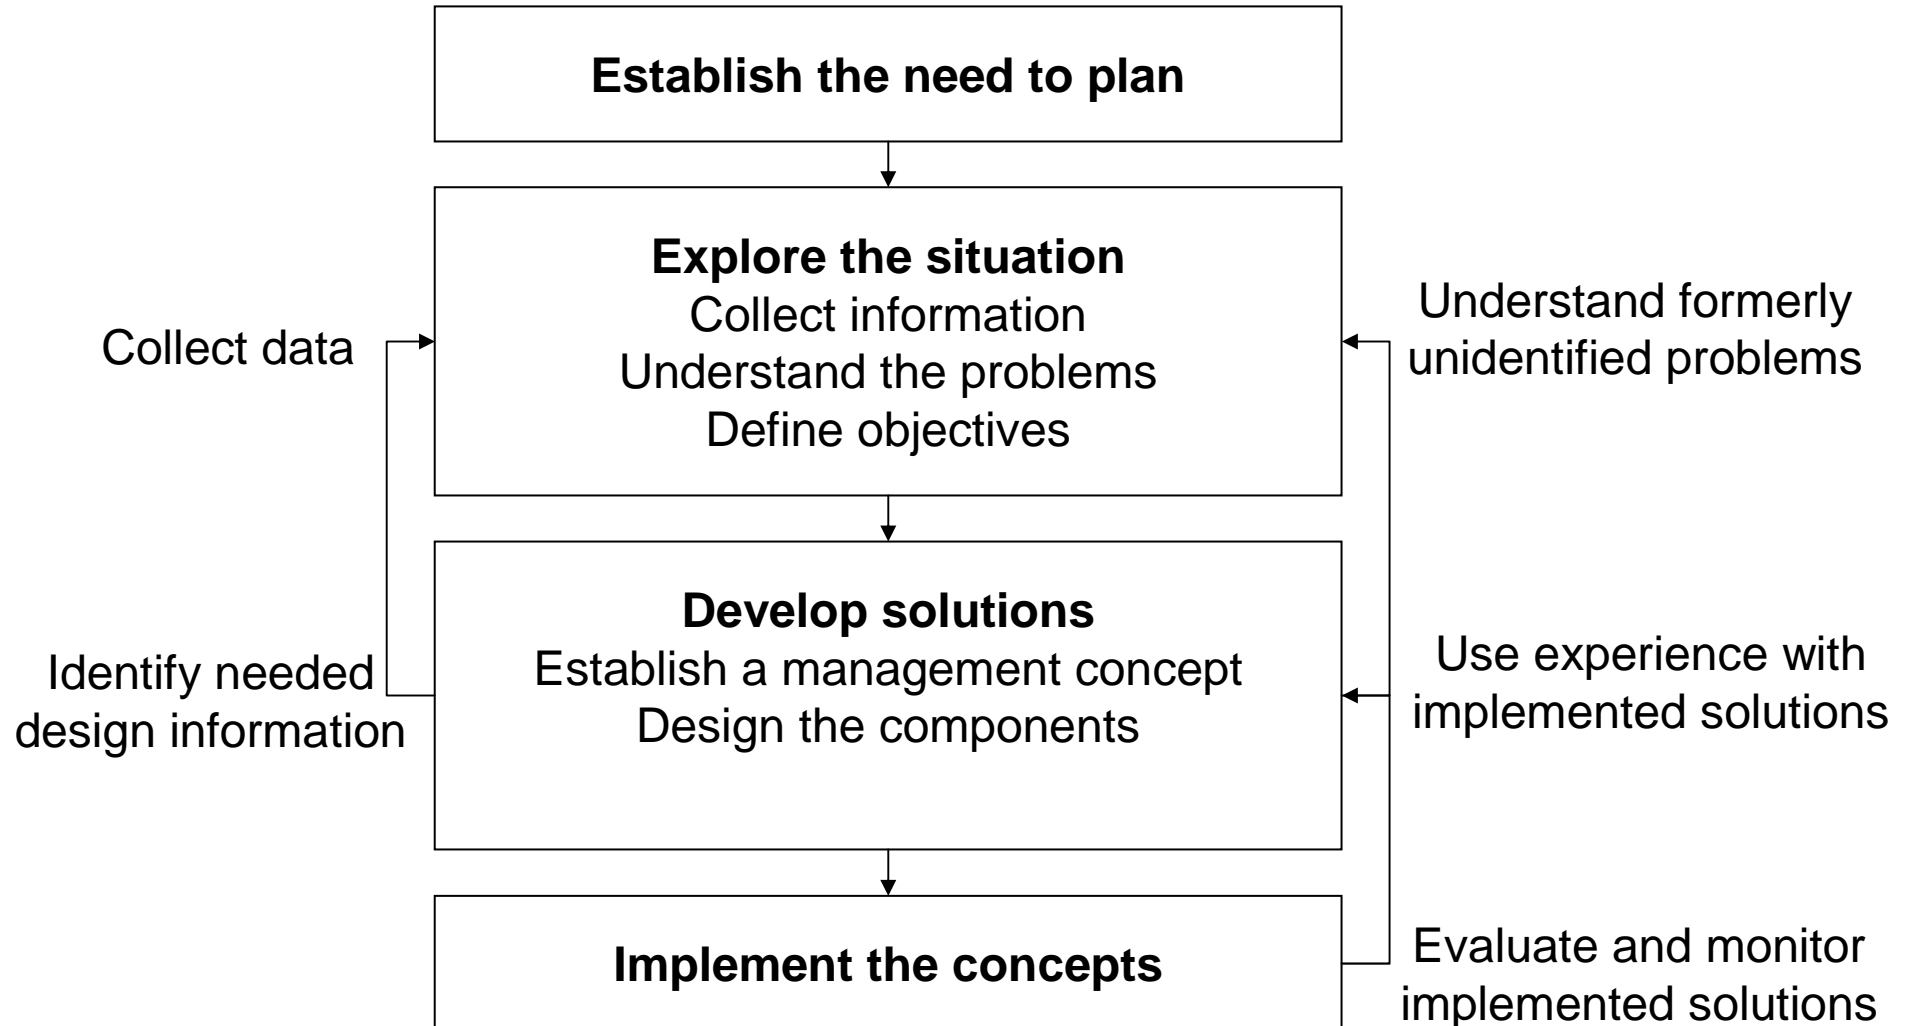 Establish the need to plan
Explore the situation
Collect information
Understand the problems
Define objectives
Collect data
Understand formerly
unidentified problems
Develop solutions
Establish a management concept
Design the components
Identify needed
design information
Use experience with
implemented solutions
Implement the concepts
Evaluate and monitor
implemented solutions